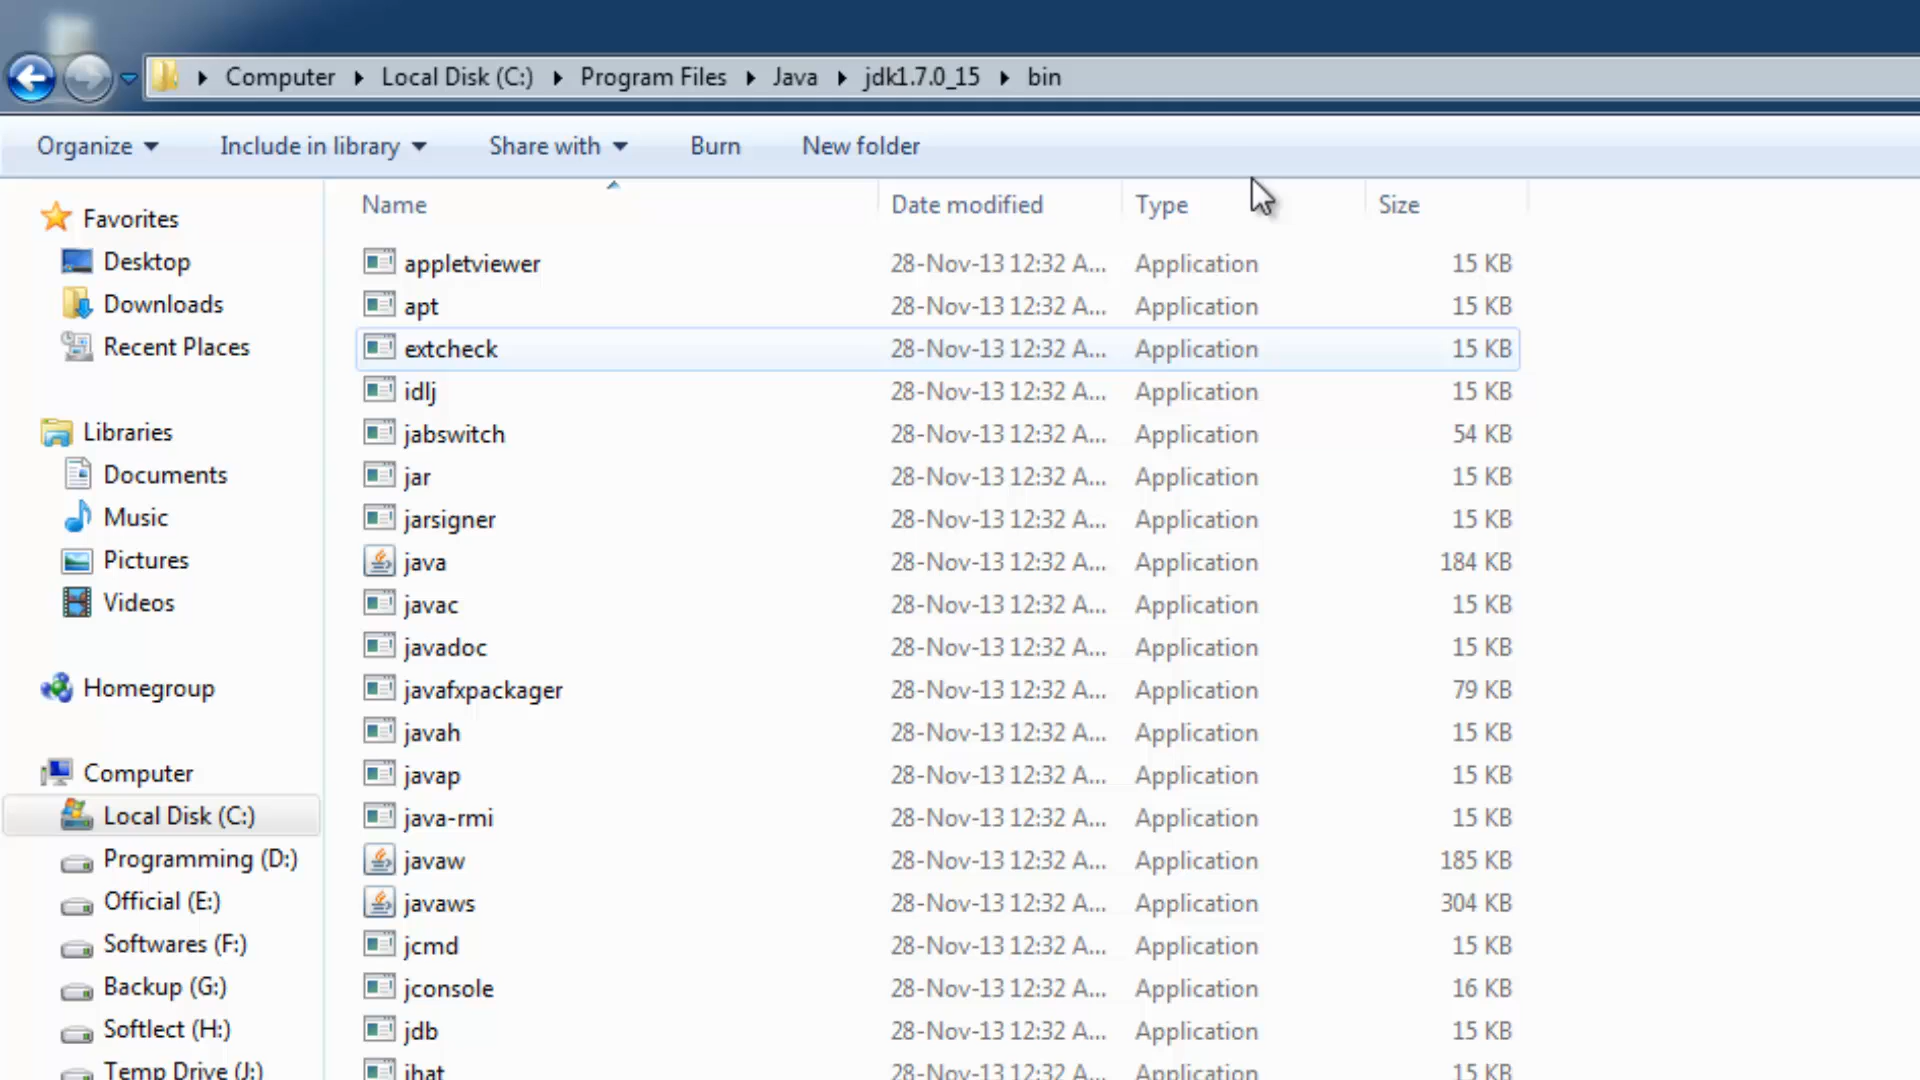 Computer Local Disk (C:) Program Files Java jdk1.7.0_15 bin
Organize Include in library Share with Burn New folder
Name Date modified Type Size
Favorites
Desktop
Downloads
Recent Places
Libraries
Documents
Music
Pictures
Videos
Homegroup
Computer
Local Disk (C:)
Programming (D:)
Official (E:)
Softwares (F:)
Backup (G:)
Softlect (H:)
Temp Drive (J:)
appletviewer 28-Nov-13 12:32 A... Application 15 KB
apt 28-Nov-13 12:32 A... Application 15 KB
extcheck 28-Nov-13 12:32 A... Application 15 KB
idlj 28-Nov-13 12:32 A... Application 15 KB
jabswitch 28-Nov-13 12:32 A... Application 54 KB
jar 28-Nov-13 12:32 A... Application 15 KB
jarsigner 28-Nov-13 12:32 A... Application 15 KB
java 28-Nov-13 12:32 A... Application 184 KB
javac 28-Nov-13 12:32 A... Application 15 KB
javadoc 28-Nov-13 12:32 A... Application 15 KB
javafxpackager 28-Nov-13 12:32 A... Application 79 KB
javah 28-Nov-13 12:32 A... Application 15 KB
javap 28-Nov-13 12:32 A... Application 15 KB
java-rmi 28-Nov-13 12:32 A... Application 15 KB
javaw 28-Nov-13 12:32 A... Application 185 KB
javaws 28-Nov-13 12:32 A... Application 304 KB
jcmd 28-Nov-13 12:32 A... Application 15 KB
jconsole 28-Nov-13 12:32 A... Application 16 KB
jdb 28-Nov-13 12:32 A... Application 15 KB
jhat 28-Nov-13 12:32 A... Application 15 KB